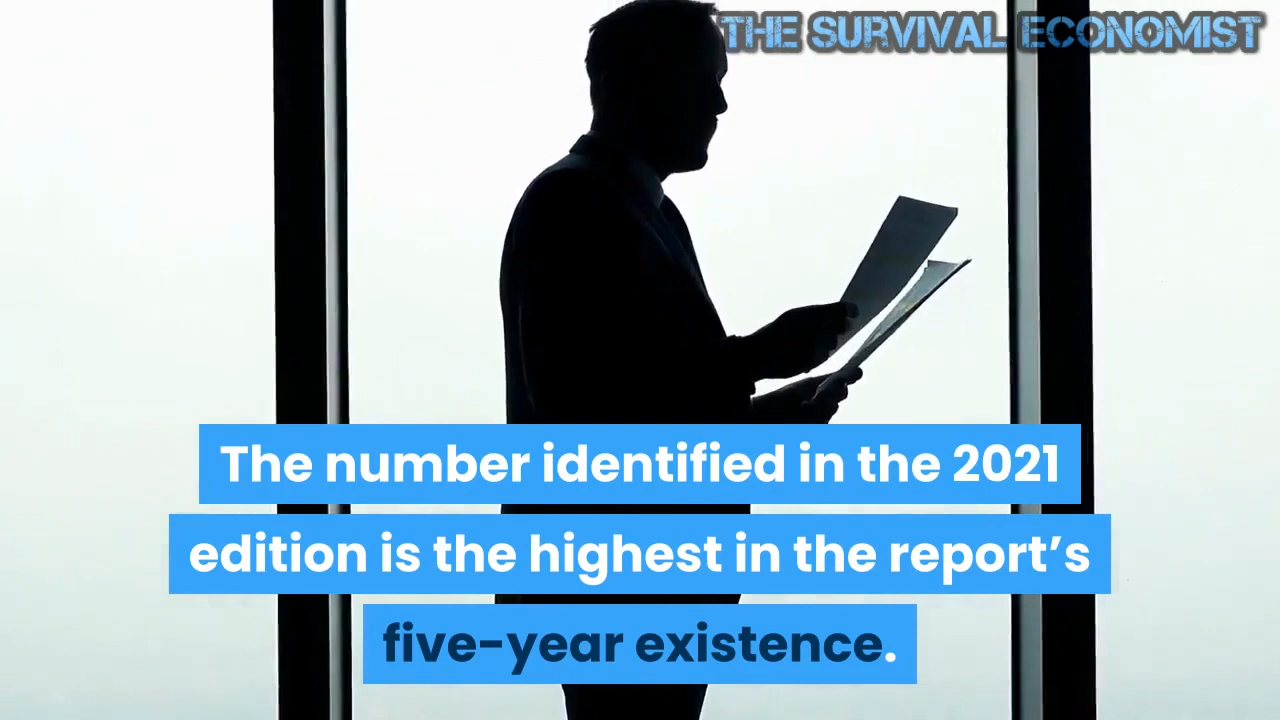 THE SURVIVAL ECONOMIST
The number identified in the 2021
edition is the highest in the report’s
five-year existence.